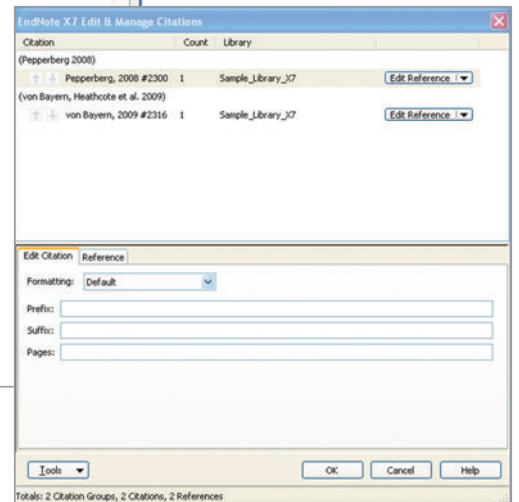 EndNote X7 Edit & Manage Citations
Citation Count Library
(Pepperberg 2008)
Pepperberg, 2008 #2300 1 Sample_Library_X7 Edit Reference
(von Bayern, Heathcote et al. 2009)
von Bayern, 2009 #2316 1 Sample_Library_X7 Edit Reference
Edit Citation Reference
Formatting: Default
Prefix:
Suffix:
Pages:
Tools OK Cancel Help
Totals: 2 Citation Groups, 2 Citations, 2 References